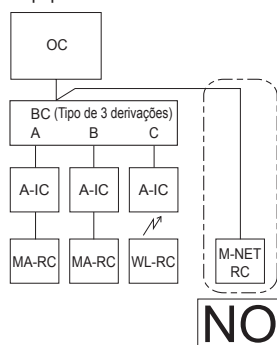 OC
BC (Tipo de 3 derivações)
A B C
A-IC A-IC A-IC
MA-RC MA-RC WL-RC
M-NET
RC
NO